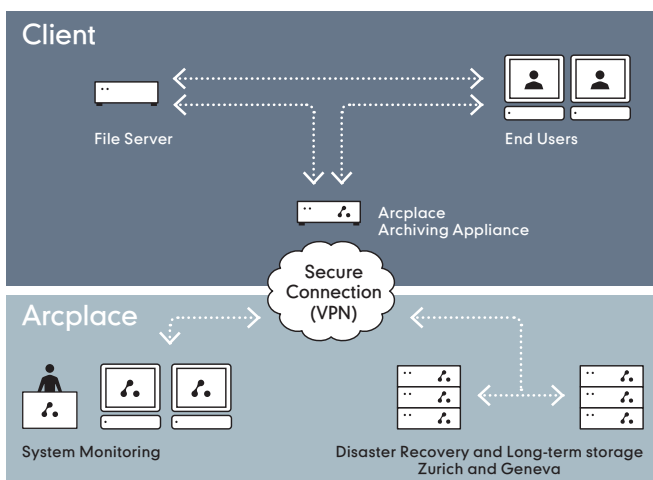 Client
File Server
End Users
Arcplace
Archiving Appliance
Secure
Connection
(VPN)
Arcplace
System Monitoring
Disaster Recovery and Long-term storage
Zurich and Geneva